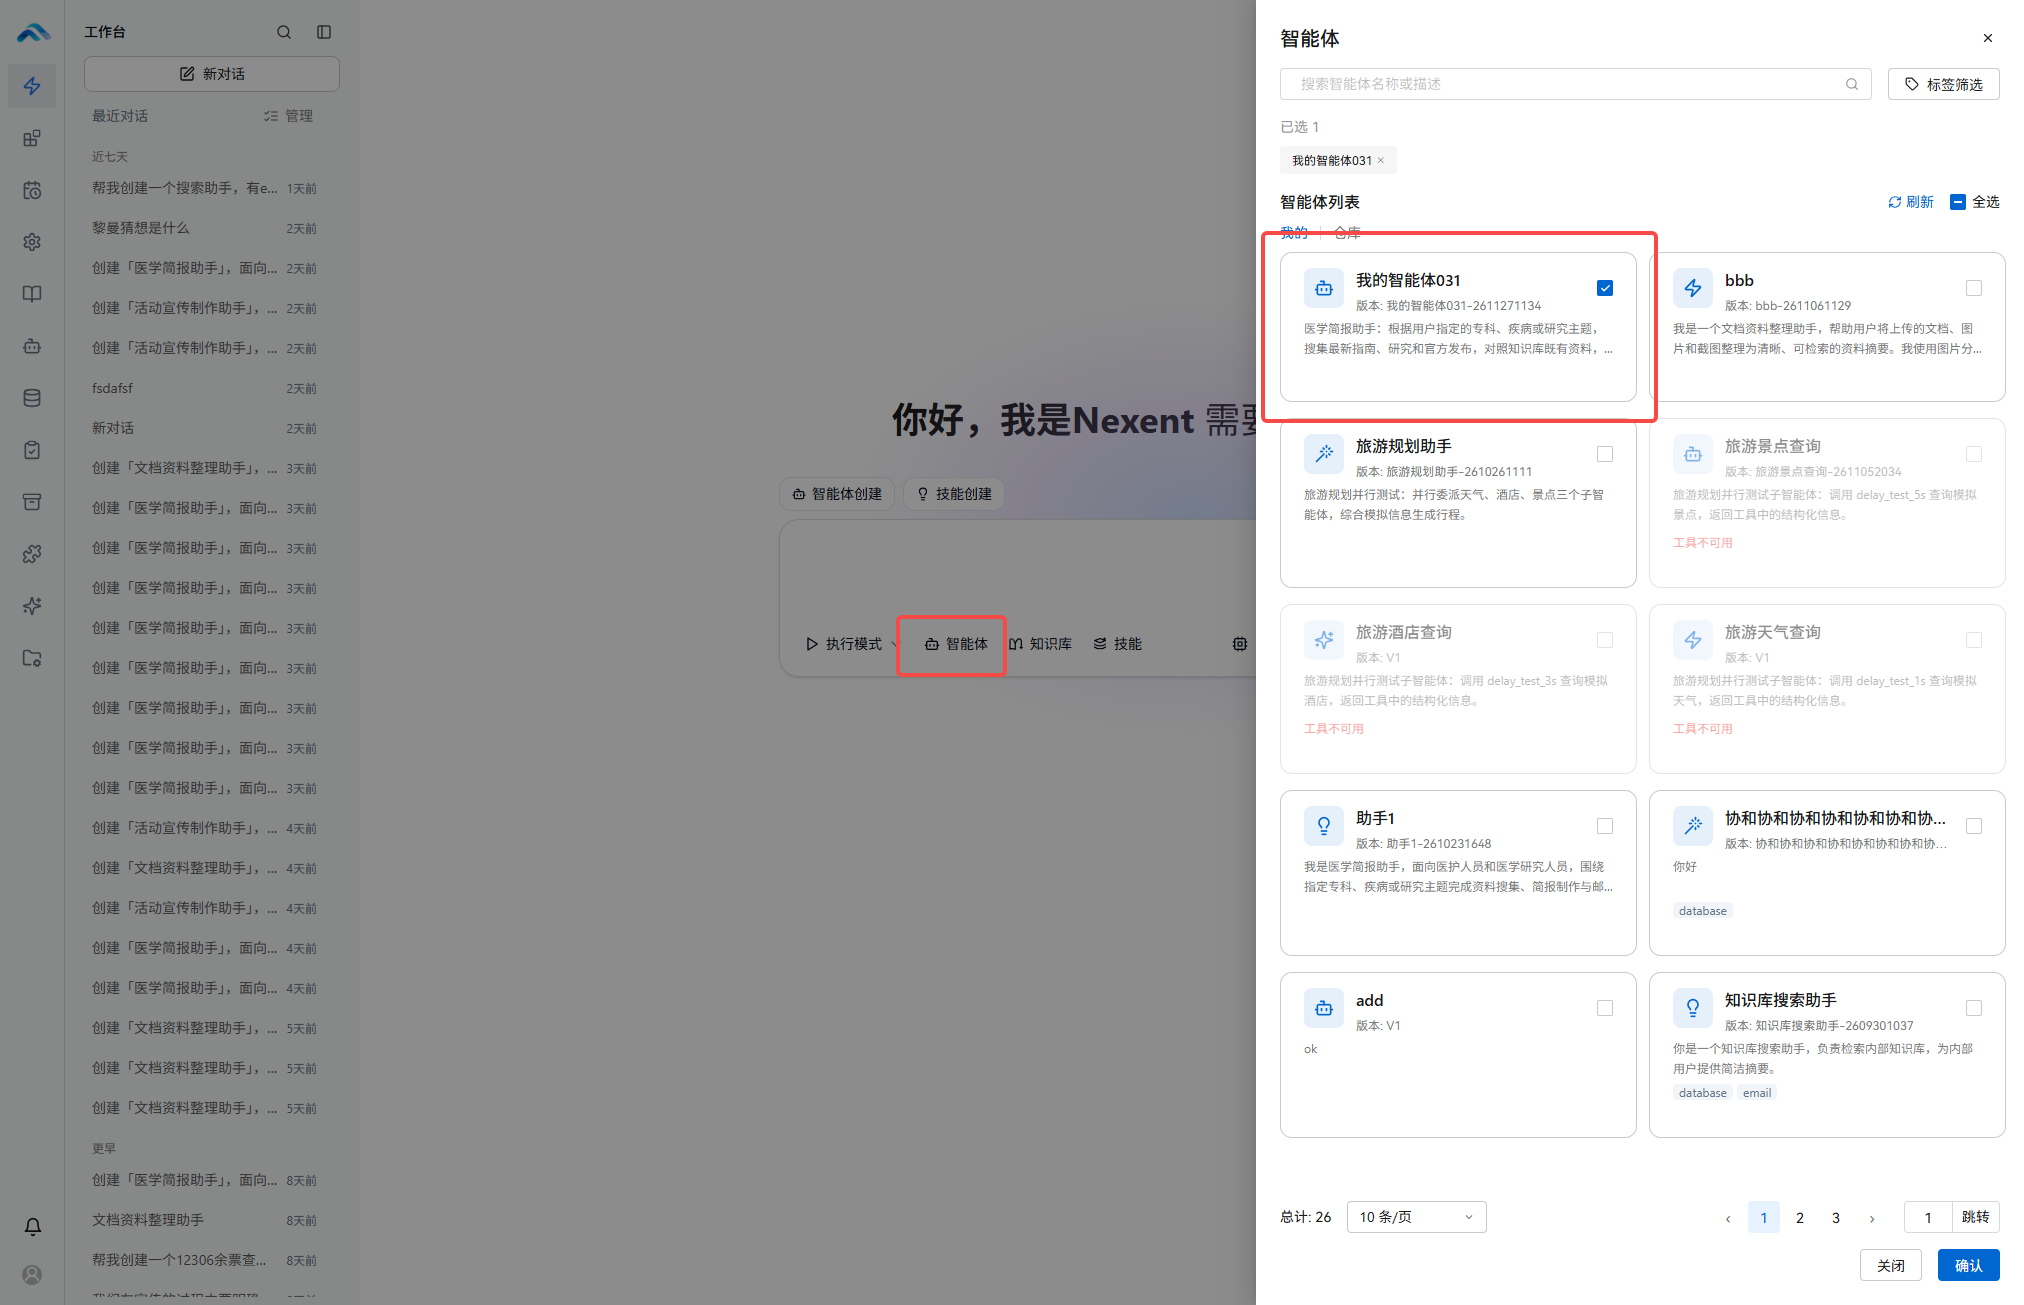 工作台
新对话
最近对话
管理
近七天
帮我创建一个搜索助手，有e... 1天前
黎曼猜想是什么 2天前
创建「医学简报助手」，面向... 2天前
创建「活动宣传制作助手」，... 2天前
创建「活动宣传制作助手」，... 2天前
fsdafsf 2天前
新对话 2天前
创建「文档资料整理助手」，... 3天前
创建「医学简报助手」，面向... 3天前
创建「医学简报助手」，面向... 3天前
创建「医学简报助手」，面向... 3天前
创建「医学简报助手」，面向... 3天前
创建「医学简报助手」，面向... 3天前
创建「医学简报助手」，面向... 3天前
创建「医学简报助手」，面向... 3天前
创建「医学简报助手」，面向... 3天前
创建「活动宣传制作助手」，... 4天前
创建「文档资料整理助手」，... 4天前
创建「活动宣传制作助手」，... 4天前
创建「医学简报助手」，面向... 4天前
创建「医学简报助手」，面向... 4天前
创建「文档资料整理助手」，... 5天前
创建「文档资料整理助手」，... 5天前
创建「文档资料整理助手」，... 5天前
更早
创建「医学简报助手」，面向... 8天前
文档资料整理助手 8天前
帮我创建一个12306余票查... 8天前
你好，我是Nexent 需要
智能体创建
技能创建
执行模式
智能体
知识库
技能
智能体
搜索智能体名称或描述
标签筛选
已选 1
我的智能体031
智能体列表
刷新
全选
我的
仓库
我的智能体031
版本: 我的智能体031-2611271134
医学简报助手：根据用户指定的专科、疾病或研究主题，
搜集最新指南、研究和官方发布，对照知识库既有资料，...
bbb
版本: bbb-2611061129
我是一个文档资料整理助手，帮助用户将上传的文档、图
片和截图整理为清晰、可检索的资料摘要。我使用图片分...
旅游规划助手
版本: 旅游规划助手-2610261111
旅游规划并行测试：并行委派天气、酒店、景点三个子智
能体，综合模拟信息生成行程。
旅游景点查询
版本: 旅游景点查询-2611052034
旅游规划并行测试子智能体：调用 delay_test_5s 查询模拟
景点，返回工具中的结构化信息。
工具不可用
旅游酒店查询
版本: V1
旅游规划并行测试子智能体：调用 delay_test_3s 查询模拟
酒店，返回工具中的结构化信息。
工具不可用
旅游天气查询
版本: V1
旅游规划并行测试子智能体：调用 delay_test_1s 查询模拟
天气，返回工具中的结构化信息。
工具不可用
助手1
版本: 助手1-2610231648
我是医学简报助手，面向医护人员和医学研究人员，围绕
指定专科、疾病或研究主题完成资料搜集、简报制作与邮...
协和协和协和协和协和协和协...
版本: 协和协和协和协和协和协和协和协...
你好
database
add
版本: V1
ok
知识库搜索助手
版本: 知识库搜索助手-2609301037
你是一个知识库搜索助手，负责检索内部知识库，为内部
用户提供简洁摘要。
database email
总计: 26
10 条/页
1 2 3
1 跳转
关闭
确认